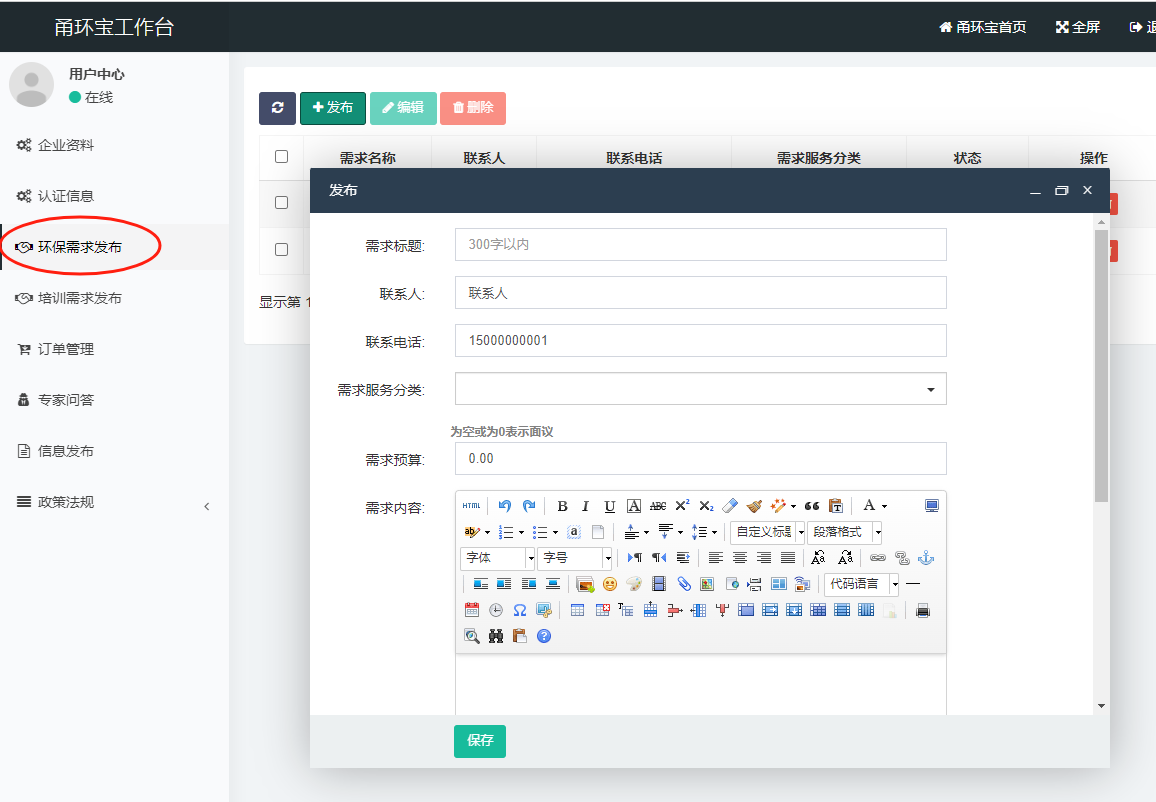 甬环宝工作台
甬环宝首页 全屏
用户中心
在线
企业资料
认证信息
环保需求发布
培训需求发布
订单管理
专家问答
信息发布
政策法规
发布 编辑 删除
需求名称 联系人 联系电话 需求服务分类 状态 操作
显示第
发布
需求标题: 300字以内
联系人: 联系人
联系电话: 15000000001
需求服务分类:
为空或为0表示面议
需求预算: 0.00
需求内容:
HTML B I U A ABC X² X₂ T A
ab a 自定义标题 段落格式
字体 字号
代码语言
保存